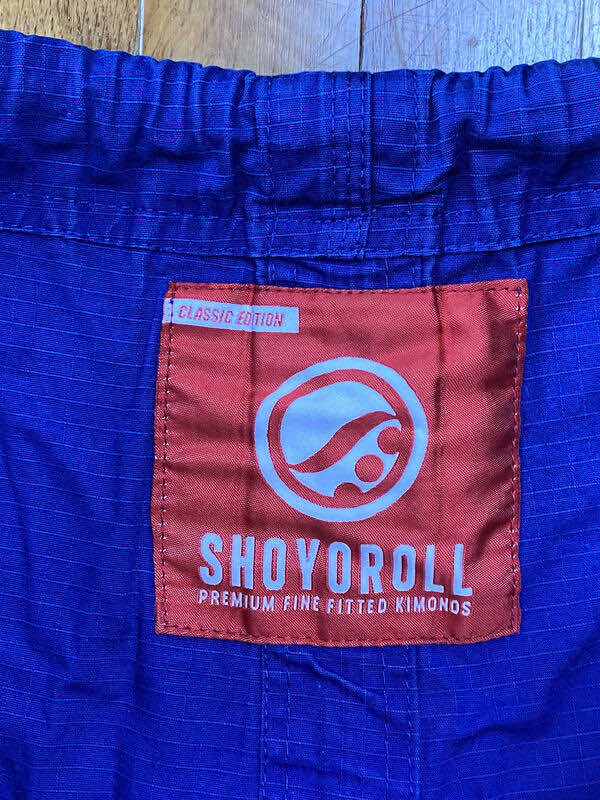 CLASSIC EDITION
SHOYOROLL
PREMIUM FINE FITTED KIMONOS